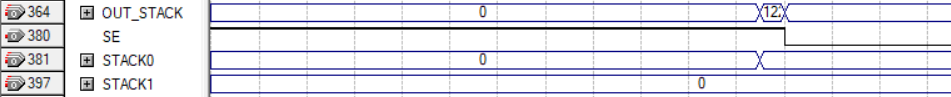 364 OUT_STACK 0 12
380 SE
381 STACK0 0
397 STACK1 0